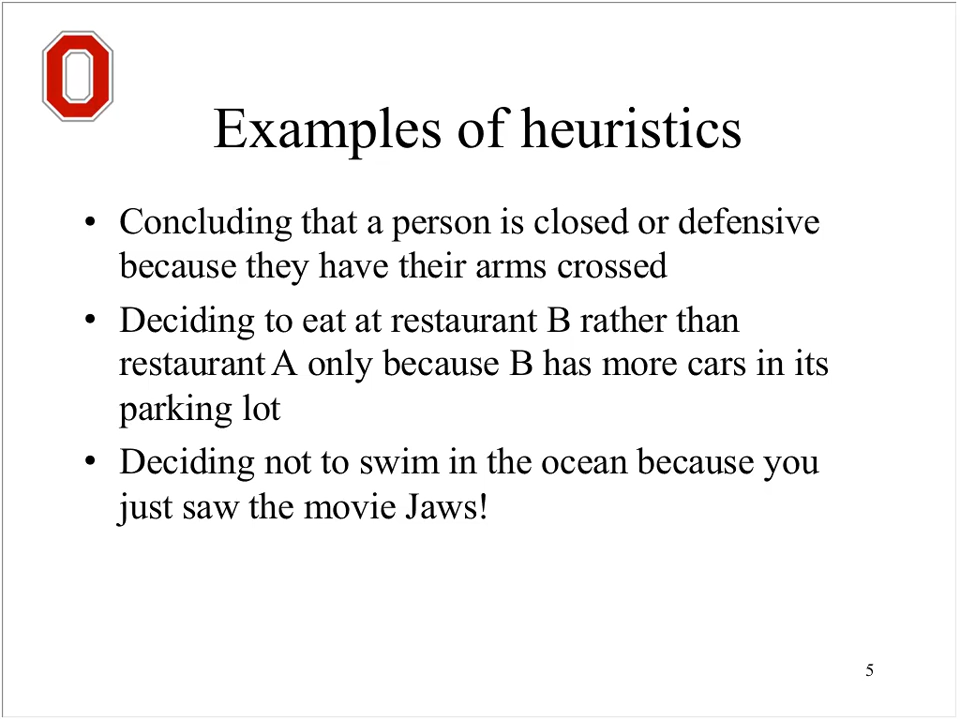 O
Examples of heuristics
• Concluding that a person is closed or defensive
because they have their arms crossed
• Deciding to eat at restaurant B rather than
restaurant A only because B has more cars in its
parking lot
• Deciding not to swim in the ocean because you
just saw the movie Jaws!
5